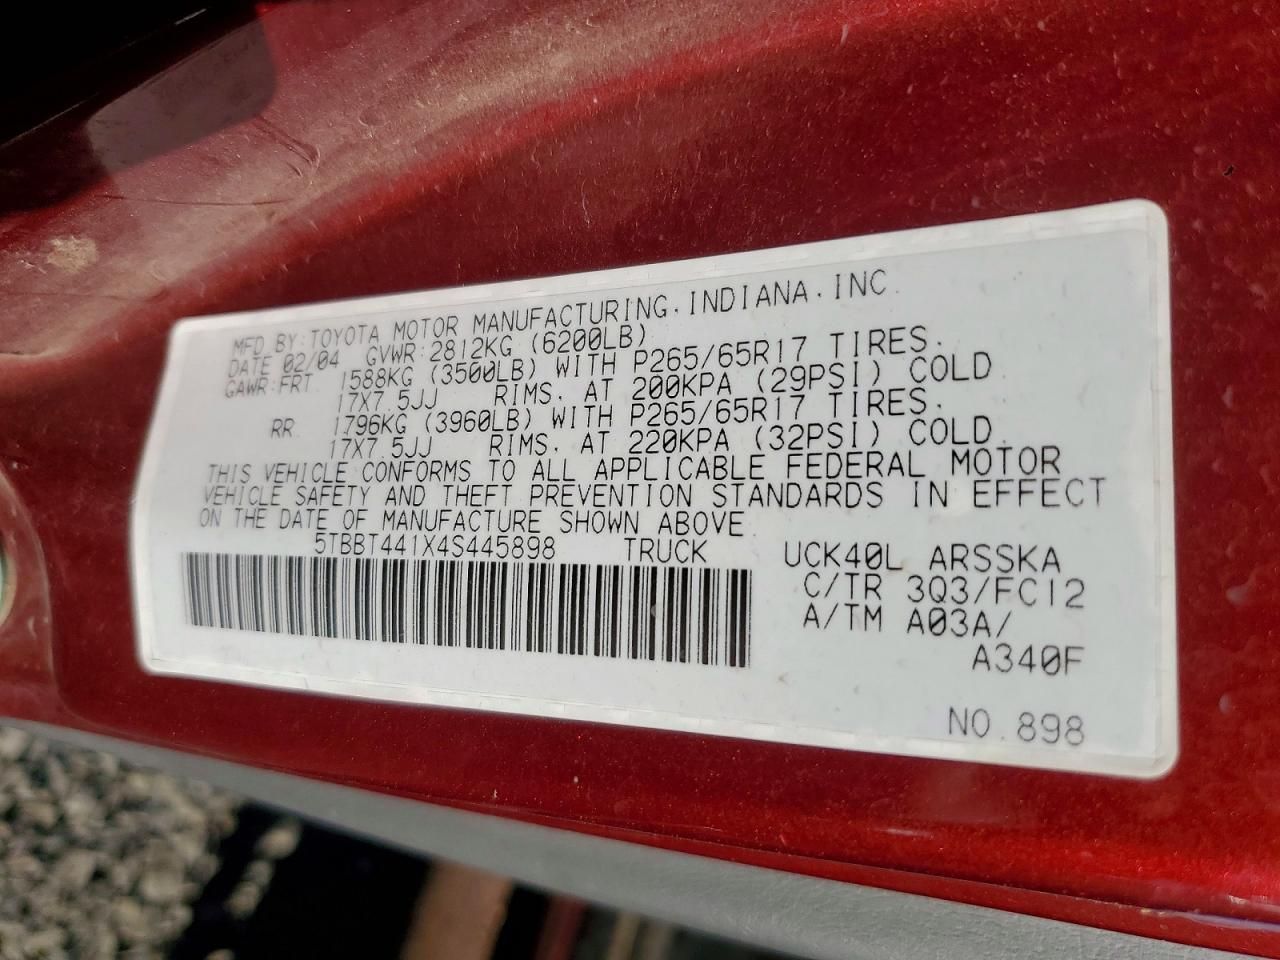 MFD BY:TOYOTA MOTOR MANUFACTURING.INDIANA.INC.
DATE 02/04 GVWR:2812KG (6200LB)
GAWR:FRT. 1588KG (3500LB) WITH P265/65R17 TIRES.
17X7.5JJ RIMS. AT 200KPA (29PSI) COLD
RR. 1796KG (3960LB) WITH P265/65R17 TIRES.
17X7.5JJ RIMS. AT 220KPA (32PSI) COLD.
THIS VEHICLE CONFORMS TO ALL APPLICABLE FEDERAL MOTOR
VEHICLE SAFETY AND THEFT PREVENTION STANDARDS IN EFFECT
ON THE DATE OF MANUFACTURE SHOWN ABOVE
5TBBT441X4S445898 TRUCK UCK40L ARSSKA
C/TR 3Q3/FC12
A/TM A03A/
A340F
NO.898